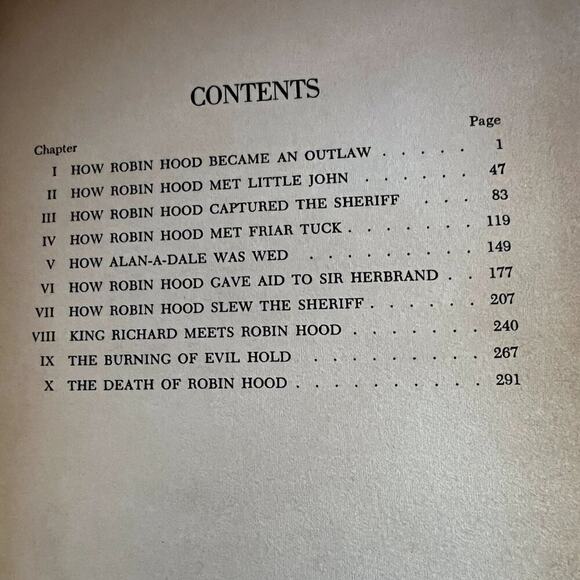 CONTENTS
Chapter Page
I HOW ROBIN HOOD BECAME AN OUTLAW . . . . . 1
II HOW ROBIN HOOD MET LITTLE JOHN . . . . . . 47
III HOW ROBIN HOOD CAPTURED THE SHERIFF . . . 83
IV HOW ROBIN HOOD MET FRIAR TUCK . . . . . . . 119
V HOW ALAN-A-DALE WAS WED . . . . . . . . . 149
VI HOW ROBIN HOOD GAVE AID TO SIR HERBRAND . . 177
VII HOW ROBIN HOOD SLEW THE SHERIFF . . . . . . 207
VIII KING RICHARD MEETS ROBIN HOOD . . . . . . . 240
IX THE BURNING OF EVIL HOLD . . . . . . . . . 267
X THE DEATH OF ROBIN HOOD . . . . . . . . . . 291